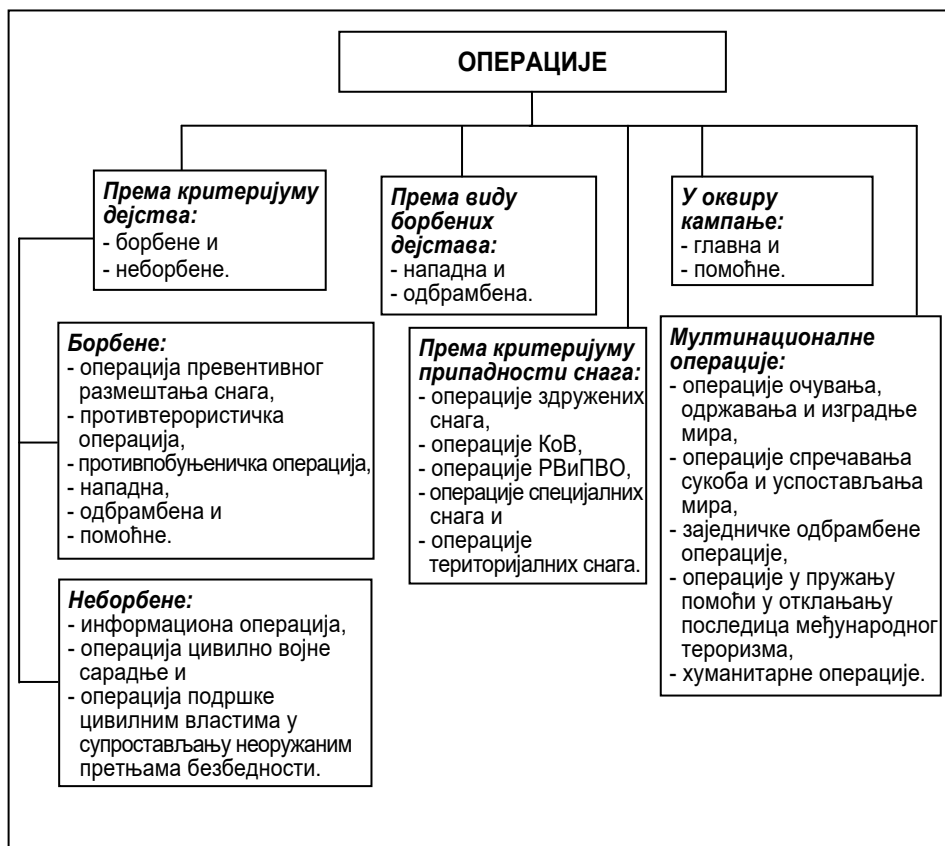 ОПЕРАЦИЈЕ
Према критеријуму
дејства:
- борбене и
- неборбене.
Према виду
борбених
дејстава:
- нападна и
- одбрамбена.
У оквиру
кампање:
- главна и
- помоћне.
Борбене:
- операција превентивног
размештања снага,
- противтерористичка
операција,
- противпобуњеничка операција,
- нападна,
- одбрамбена и
- помоћне.
Према критеријуму
припадности снага:
- операције здружених
снага,
- операције КоВ,
- операције РВиПВО,
- операције специјалних
снага и
- операције
територијалних снага.
Мултинационалне
операције:
- операције очувања,
одржавања и изградње
мира,
- операције спречавања
сукоба и успостављања
мира,
- заједничке одбрамбене
операције,
- операције у пружању
помоћи у отклањању
последица међународног
тероризма,
- хуманитарне операције.
Неборбене:
- информациона операција,
- операција цивилно војне
сарадње и
- операција подршке
цивилним властима у
супростављању неоружаним
претњама безбедности.